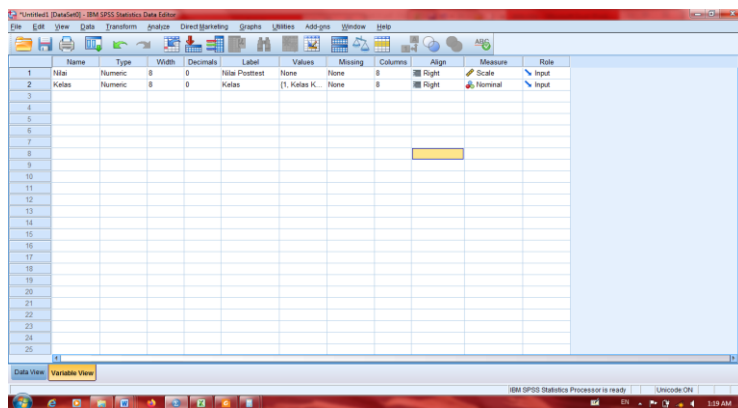 *Untitled1 [DataSet0] - IBM SPSS Statistics Data Editor
File Edit View Data Transform Analyze Direct Marketing Graphs Utilities Add-ons Window Help
Name Type Width Decimals Label Values Missing Columns Align Measure Role
1 Nilai Numeric 8 0 Nilai Posttest None None 8 Right Scale Input
2 Kelas Numeric 8 0 Kelas {1, Kelas K... None 8 Right Nominal Input
3
4
5
6
7
8
9
10
11
12
13
14
15
16
17
18
19
20
21
22
23
24
25
Data View Variable View
IBM SPSS Statistics Processor is ready Unicode:ON
EN 1:19 AM